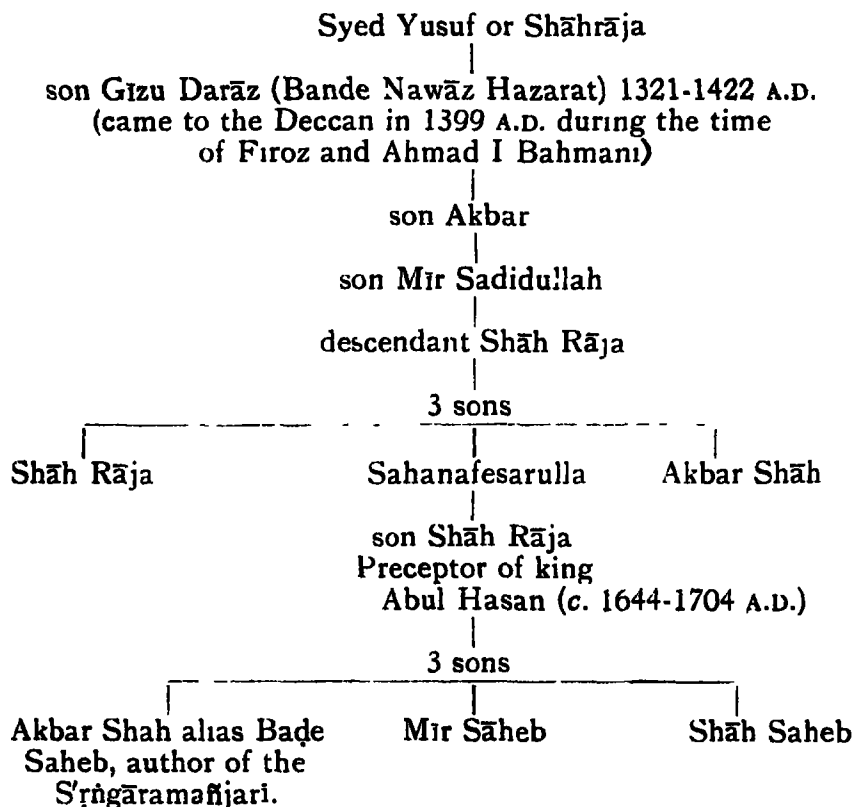 Syed Yusuf or Shāhrāja
son Gīzu Darāz (Bande Nawāz Hazarat) 1321-1422 A.D.
(came to the Deccan in 1399 A.D. during the time
of Firoz and Ahmad I Bahmani)
son Akbar
son Mīr Sadidullah
descendant Shāh Rāja
3 sons
Shāh Rāja Sahanafesarulla Akbar Shāh
son Shāh Rāja
Preceptor of king
Abul Hasan (c. 1644-1704 A.D.)
3 sons
Akbar Shah alias Baḍe Mīr Sāheb Shāh Saheb
Saheb, author of the
S'ṛṅgāramañjari.